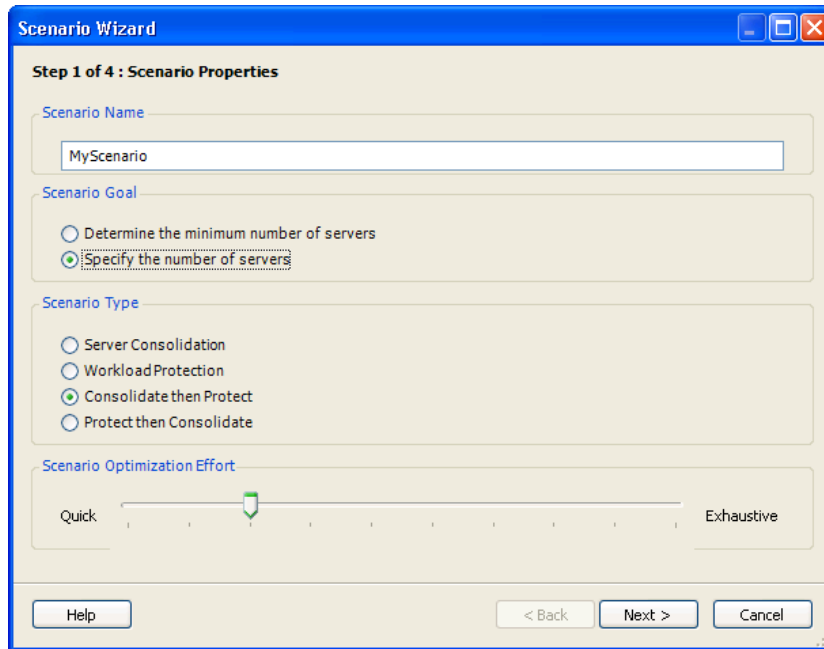 Scenario Wizard
Step 1 of 4 : Scenario Properties
Scenario Name
MyScenario
Scenario Goal
Determine the minimum number of servers
Specify the number of servers
Scenario Type
Server Consolidation
Workload Protection
Consolidate then Protect
Protect then Consolidate
Scenario Optimization Effort
Quick Exhaustive
Help < Back Next > Cancel